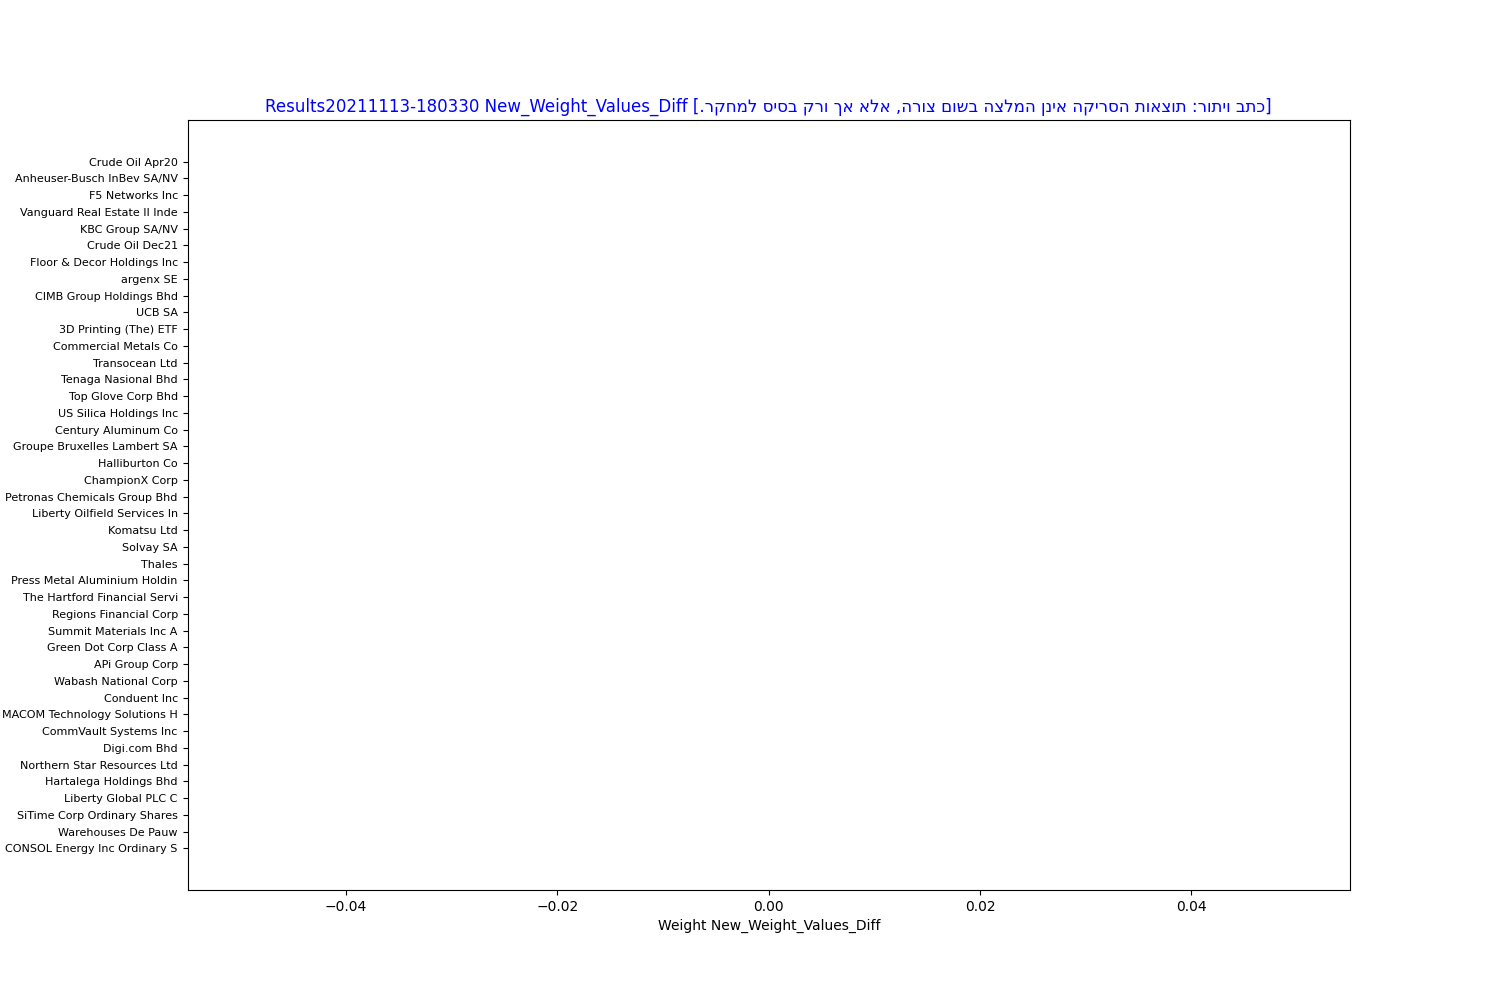 Results20211113-180330 New_Weight_Values_Diff [כתב ויתור: תוצאות הסריקה אינן המלצה בשום צורה, אלא אך ורק בסיס למחקר.]
Crude Oil Apr20
Anheuser-Busch InBev SA/NV
F5 Networks Inc
Vanguard Real Estate II Inde
KBC Group SA/NV
Crude Oil Dec21
Floor & Decor Holdings Inc
argenx SE
CIMB Group Holdings Bhd
UCB SA
3D Printing (The) ETF
Commercial Metals Co
Transocean Ltd
Tenaga Nasional Bhd
Top Glove Corp Bhd
US Silica Holdings Inc
Century Aluminum Co
Groupe Bruxelles Lambert SA
Halliburton Co
ChampionX Corp
Petronas Chemicals Group Bhd
Liberty Oilfield Services In
Komatsu Ltd
Solvay SA
Thales
Press Metal Aluminium Holdin
The Hartford Financial Servi
Regions Financial Corp
Summit Materials Inc A
Green Dot Corp Class A
APi Group Corp
Wabash National Corp
Conduent Inc
MACOM Technology Solutions H
CommVault Systems Inc
Digi.com Bhd
Northern Star Resources Ltd
Hartalega Holdings Bhd
Liberty Global PLC C
SiTime Corp Ordinary Shares
Warehouses De Pauw
CONSOL Energy Inc Ordinary S
−0.04 −0.02 0.00 0.02 0.04
Weight New_Weight_Values_Diff